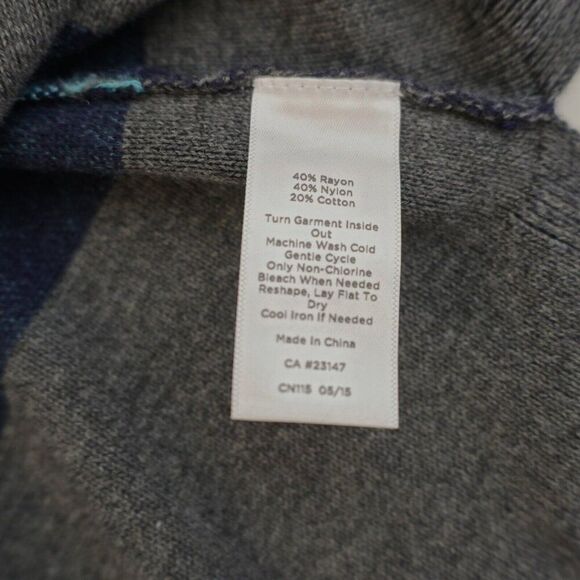 40% Rayon
40% Nylon
20% Cotton
Turn Garment Inside
Out
Machine Wash Cold
Gentle Cycle
Only Non-Chlorine
Bleach When Needed
Reshape, Lay Flat To
Dry
Cool Iron If Needed
Made In China
CA #23147
CN115 05/15